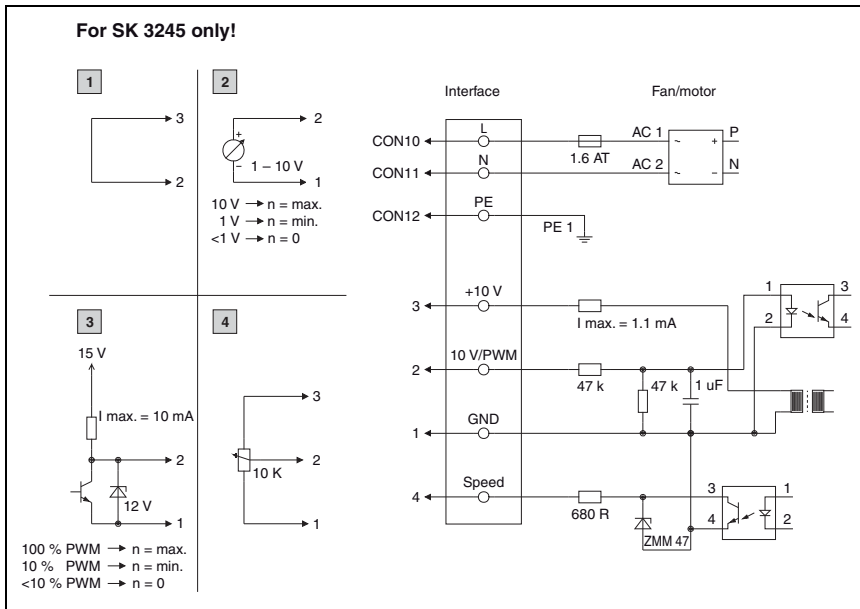 For SK 3245 only!
1
3
2
2
2
+
–
1 – 10 V
1
10 V → n = max.
1 V → n = min.
<1 V → n = 0
3
15 V
I max. = 10 mA
2
12 V
1
100 % PWM → n = max.
10 % PWM → n = min.
<10 % PWM → n = 0
4
3
10 K
2
1
Interface
Fan/motor
CON10
L
1.6 AT
AC 1
~ + P
CON11
N
AC 2
~ – N
CON12
PE
PE 1
3
+10 V
I max. = 1.1 mA
1
2
3
4
2
10 V/PWM
47 k
47 k
1 uF
1
GND
4
Speed
680 R
ZMM 47
3
4
1
2